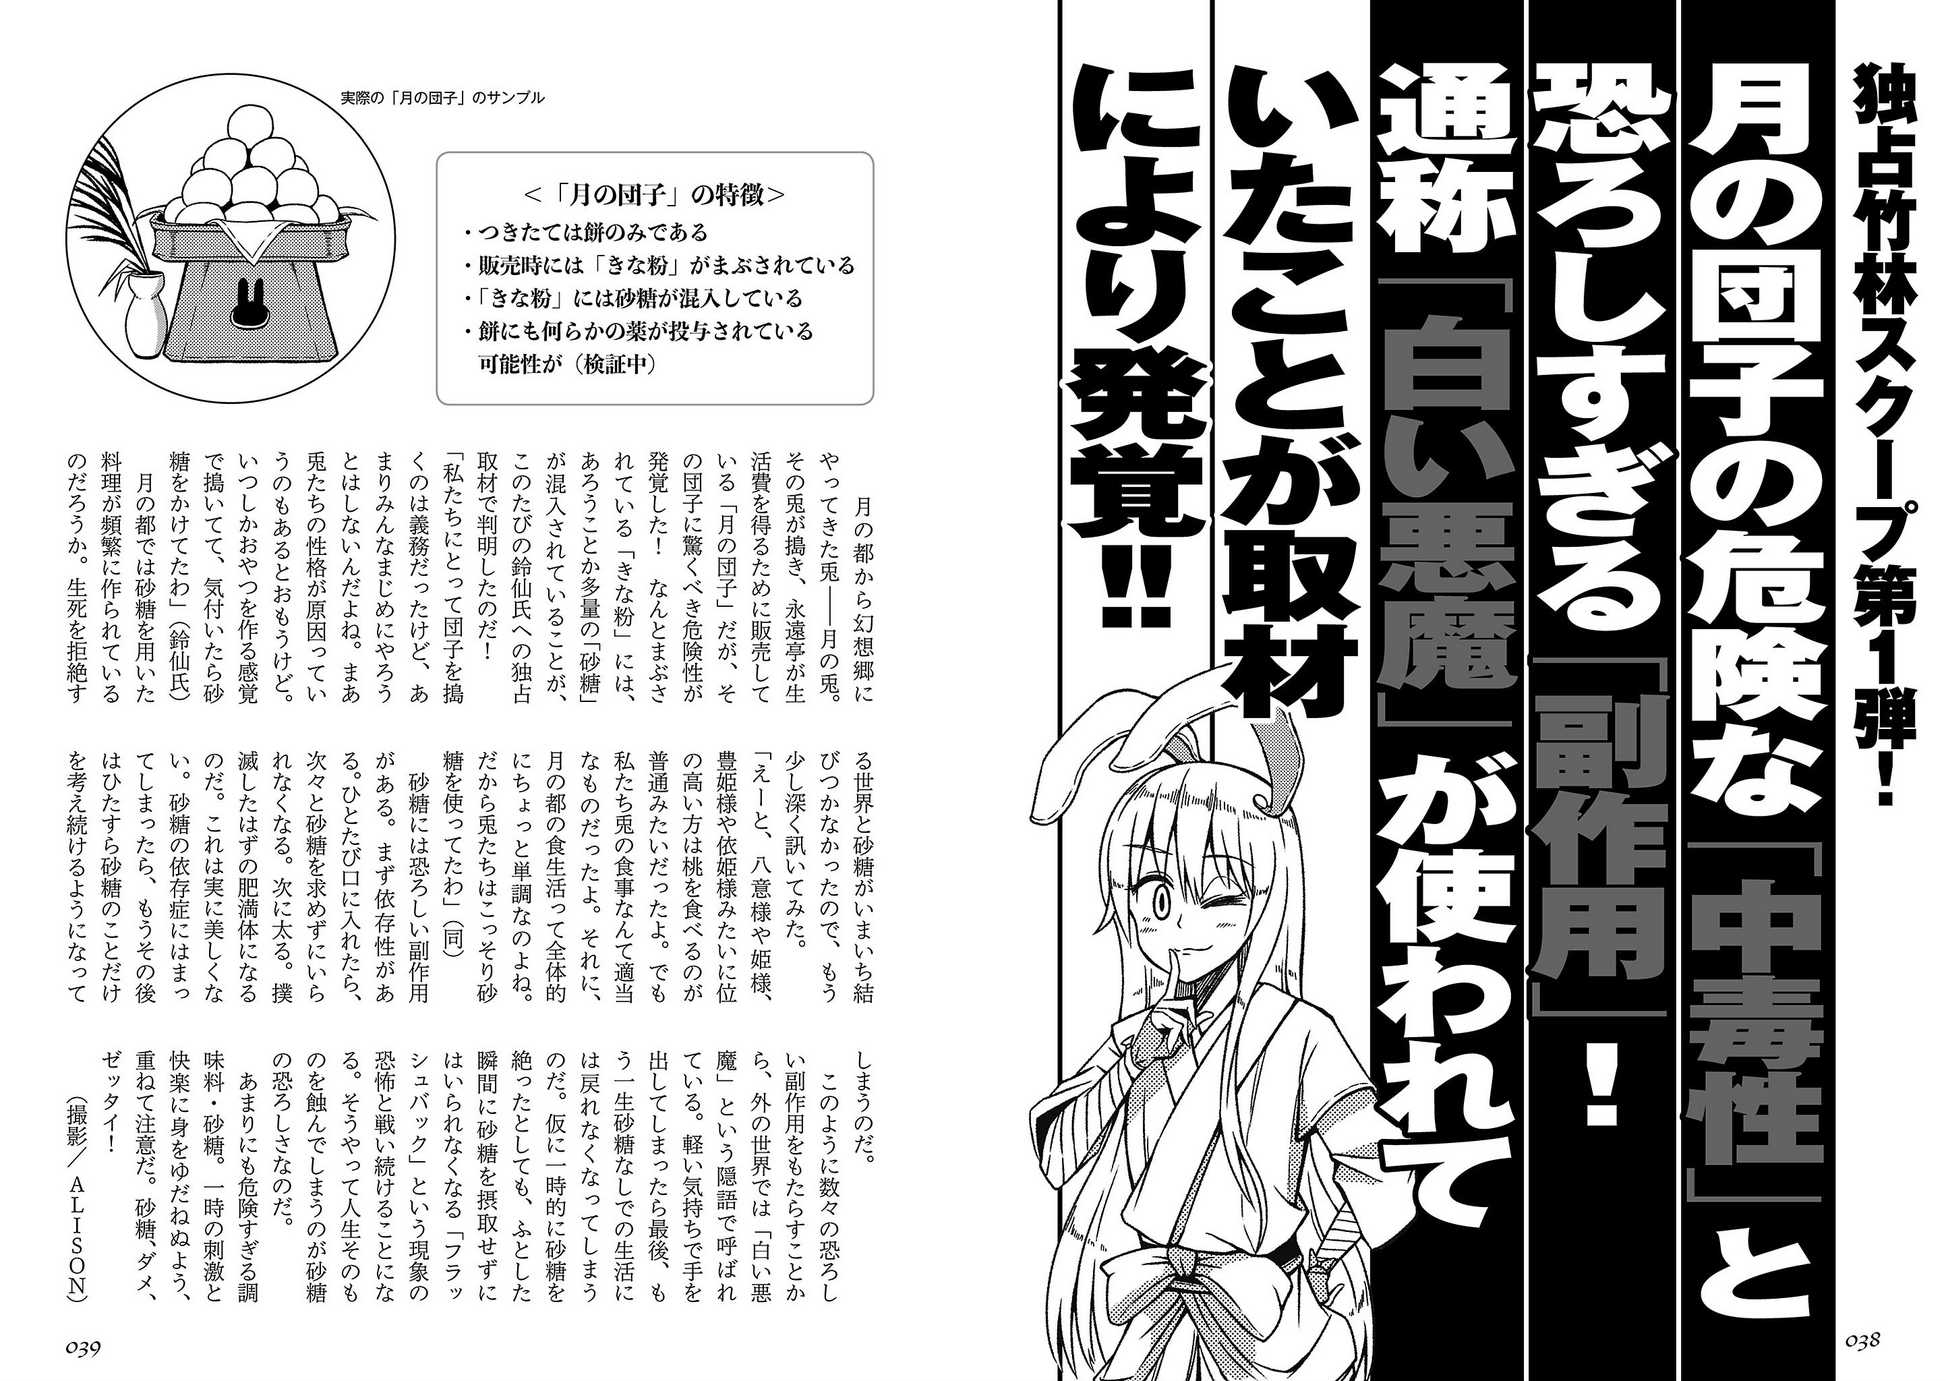 独占竹林スクープ第1弾！
月の団子の危険な「中毒性」と
恐ろしすぎる「副作用」！
通称「白い悪魔」が使われて
いたことが取材
により発覚!!
038
実際の「月の団子」のサンプル
＜「月の団子」の特徴＞
・つきたては餅のみである
・販売時には「きな粉」がまぶされている
・「きな粉」には砂糖が混入している
・餅にも何らかの薬が投与されている
可能性が（検証中）
月の都から幻想郷に
やってきた兎――月の兎。
その兎が搗き、永遠亭が生
活費を得るために販売して
いる「月の団子」だが、そ
の団子に驚くべき危険性が
発覚した！　なんとまぶさ
れている「きな粉」には、
あろうことか多量の「砂糖」
が混入されていることが、
このたびの鈴仙氏への独占
取材で判明したのだ！
「私たちにとって団子を搗
くのは義務だったけど、あ
まりみんなまじめにやろう
とはしないんだよね。まあ
兎たちの性格が原因ってい
うのもあるとおもうけど。
いつしかおやつを作る感覚
で搗いてて、気付いたら砂
糖をかけてたわ」（鈴仙氏）
月の都では砂糖を用いた
料理が頻繁に作られている
のだろうか。生死を拒絶す
る世界と砂糖がいまいち結
びつかなかったので、もう
少し深く訊いてみた。
「えーと、八意様や姫様、
豊姫様や依姫様みたいに位
の高い方は桃を食べるのが
普通みたいだったよ。でも
私たち兎の食事なんて適当
なものだったよ。それに、
月の都の食生活って全体的
にちょっと単調なのよね。
だから兎たちはこっそり砂
糖を使ってたわ」（同）
砂糖には恐ろしい副作用
がある。まず依存性があ
る。ひとたび口に入れたら、
次々と砂糖を求めずにいら
れなくなる。次に太る。撲
滅したはずの肥満体になる
のだ。これは実に美しくな
い。砂糖の依存症にはまっ
てしまったら、もうその後
はひたすら砂糖のことだけ
を考え続けるようになって
しまうのだ。
このように数々の恐ろし
い副作用をもたらすことか
ら、外の世界では「白い悪
魔」という隠語で呼ばれ
ている。軽い気持ちで手を
出してしまったら最後、も
う一生砂糖なしでの生活に
は戻れなくなってしまう
のだ。仮に一時的に砂糖を
絶ったとしても、ふとした
瞬間に砂糖を摂取せずに
はいられなくなる「フラッ
シュバック」という現象の
恐怖と戦い続けることにな
る。そうやって人生そのも
のを蝕んでしまうのが砂糖
の恐ろしさなのだ。
あまりにも危険すぎる調
味料・砂糖。一時の刺激と
快楽に身をゆだねぬよう、
重ねて注意だ。砂糖、ダメ、
ゼッタイ！
（撮影／ALISON）
039